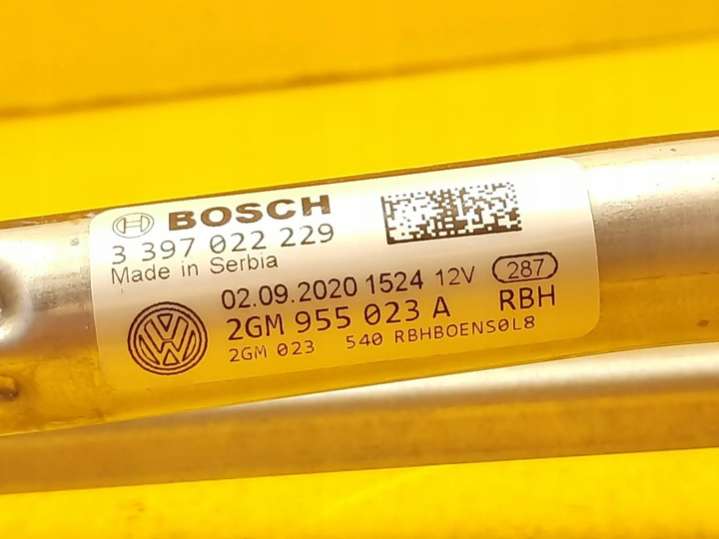 BOSCH
3 397 022 229
Made in Serbia
02.09.2020 1524 12V 287
2GM 955 023 A RBH
2GM 023 540 RBHBOENS0L8